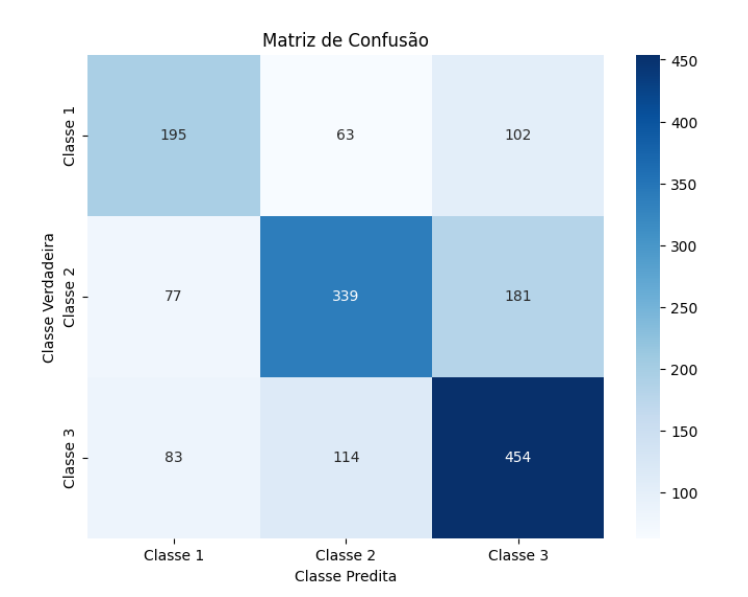 Matriz de Confusão
Classe Verdadeira
Classe 1
195 63 102
Classe 2
77 339 181
Classe 3
83 114 454
Classe 1 Classe 2 Classe 3
Classe Predita
450
400
350
300
250
200
150
100